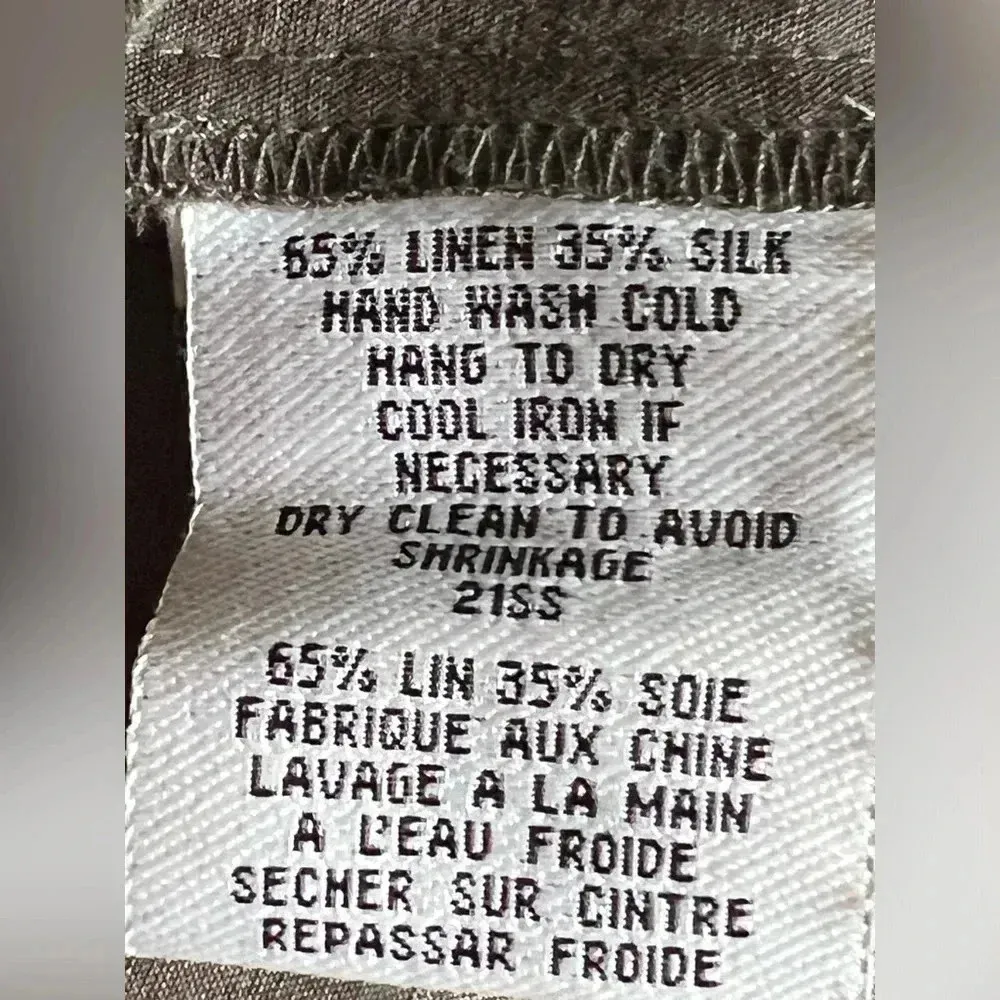 65% LINEN 35% SILK
HAND WASH COLD
HANG TO DRY
COOL IRON IF
NECESSARY
DRY CLEAN TO AVOID
SHRINKAGE
21SS
65% LIN 35% SOIE
FABRIQUE AUX CHINE
LAVAGE A LA MAIN
A L'EAU FROIDE
SECHER SUR CINTRE
REPASSAR FROIDE